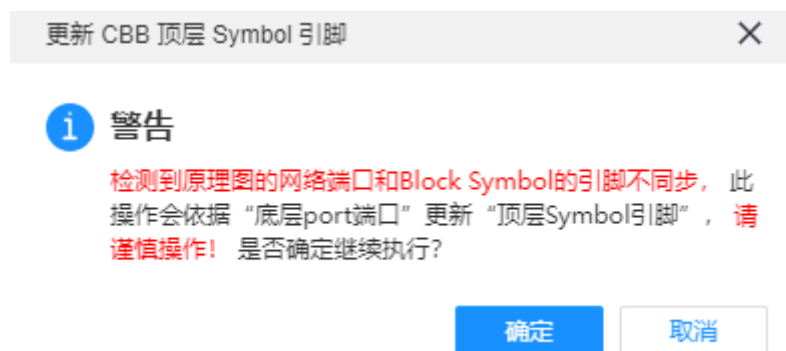 更新 CBB 顶层 Symbol 引脚
警告
检测到原理图的网络端口和Block Symbol的引脚不同步, 此
操作会依据“底层port端口”更新“顶层Symbol引脚”, 请
谨慎操作! 是否确定继续执行?
确定 取消